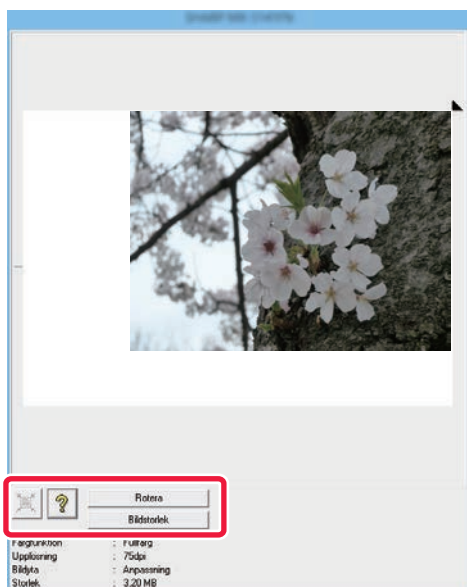 ?
Rotera
Bildstorlek
Färgfunktion : Fullfärg
Upplösning : 75dpi
Bildyta : Anpassning
Storlek : 3.20 MB